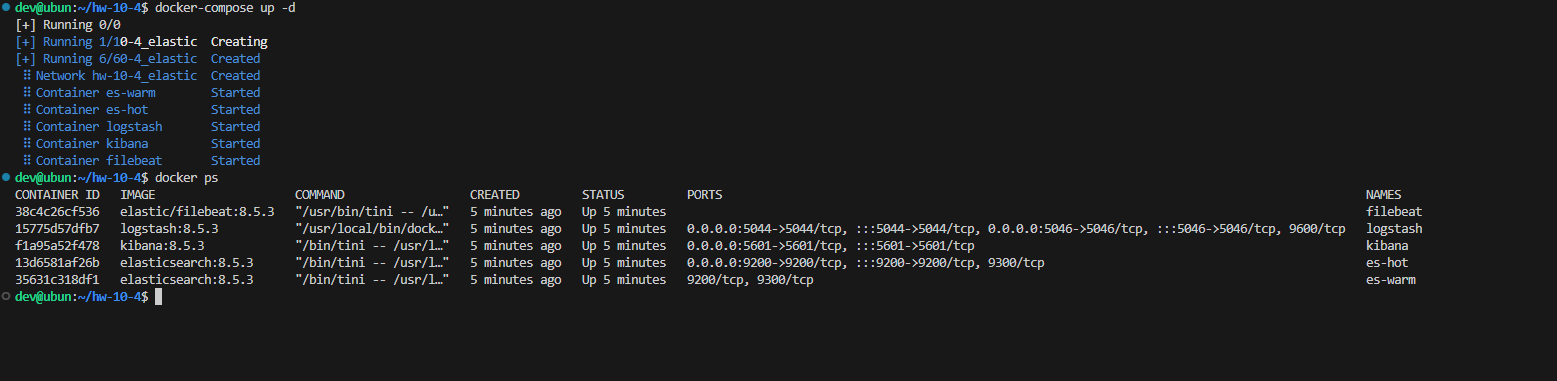 dev@ubun:~/hw-10-4$ docker-compose up -d
[+] Running 0/0
[+] Running 1/10-4_elastic  Creating
[+] Running 6/60-4_elastic  Created
⠿ Network hw-10-4_elastic  Created
⠿ Container es-warm        Started
⠿ Container es-hot         Started
⠿ Container logstash       Started
⠿ Container kibana         Started
⠿ Container filebeat       Started
dev@ubun:~/hw-10-4$ docker ps
CONTAINER ID   IMAGE                  COMMAND                  CREATED         STATUS         PORTS                                                                                            NAMES
38c4c26cf536   elastic/filebeat:8.5.3   "/usr/bin/tini -- /u…"   5 minutes ago   Up 5 minutes                                                                                                    filebeat
15775d57dfb7   logstash:8.5.3           "/usr/local/bin/dock…"   5 minutes ago   Up 5 minutes   0.0.0.0:5044->5044/tcp, :::5044->5044/tcp, 0.0.0.0:5046->5046/tcp, :::5046->5046/tcp, 9600/tcp   logstash
f1a95a52f478   kibana:8.5.3             "/bin/tini -- /usr/l…"   5 minutes ago   Up 5 minutes   0.0.0.0:5601->5601/tcp, :::5601->5601/tcp                                                        kibana
13d6581af26b   elasticsearch:8.5.3      "/bin/tini -- /usr/l…"   5 minutes ago   Up 5 minutes   0.0.0.0:9200->9200/tcp, :::9200->9200/tcp, 9300/tcp                                              es-hot
35631c318df1   elasticsearch:8.5.3      "/bin/tini -- /usr/l…"   5 minutes ago   Up 5 minutes   9200/tcp, 9300/tcp                                                                               es-warm
dev@ubun:~/hw-10-4$